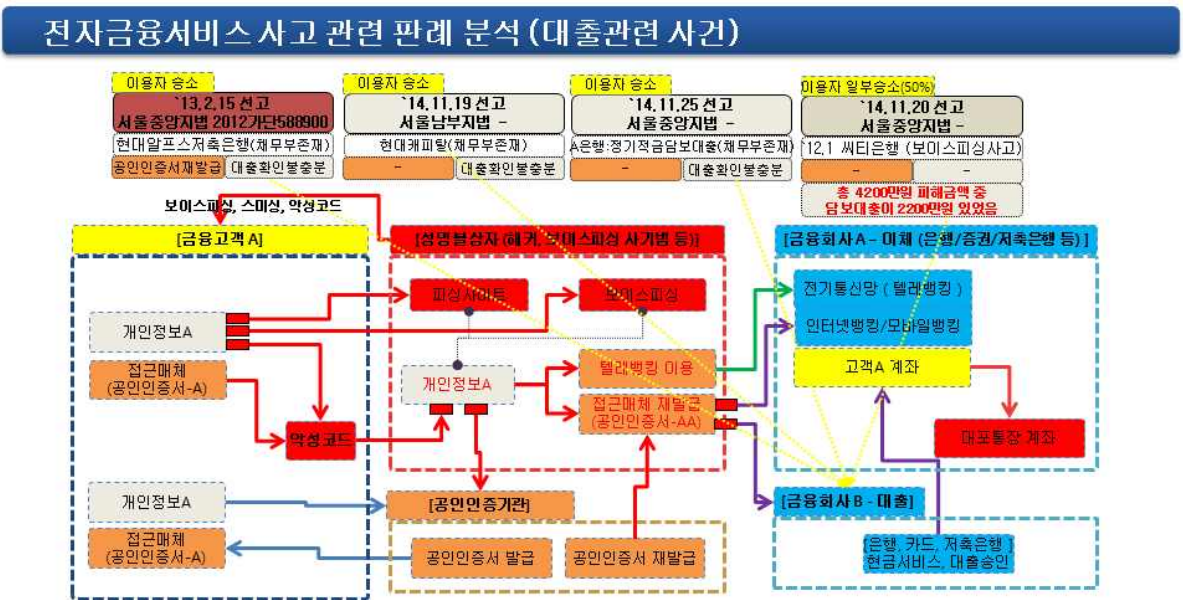 전자금융서비스 사고 관련 판례 분석 (대출관련 사건)
이용자 승소
`13.2.15 선고
서울중앙지법 2012가단588900
현대알프스저축은행(채무부존재)
공인인증서재발급
대출확인불충분
이용자 승소
`14.11.19 선고
서울남부지법 -
현대캐피탈(채무부존재)
-
대출확인불충분
이용자 승소
`14.11.25 선고
서울중앙지법 -
A은행:정기적금담보대출(채무부존재)
-
대출확인불충분
이용자 일부승소(50%)
`14.11.20 선고
서울중앙지법 -
`12.1 씨티은행 (보이스피싱사고)
-
-
총 4200만원 피해금액 중
담보대출이 2200만원 있었음
보이스피싱, 스미싱, 악성코드
[금융고객 A]
[성명불상자 (해커, 보이스피싱 사기범 등)]
[금융회사 A - 이체 (은행/증권/저축은행 등) ]
피싱사이트
보이스피싱
전기통신망 ( 텔레뱅킹 )
인터넷뱅킹/모바일뱅킹
개인정보A
접근매체
(공인인증서-A)
개인정보A
텔레뱅킹 이용
접근매체 재발급
(공인인증서-AA)
고객A 계좌
악성코드
대포통장 계좌
개인정보A
접근매체
(공인인증서-A)
[공인인증기관]
공인인증서 발급
공인인증서 재발급
[금융회사 B - 대출]
[은행, 카드, 저축은행 ]
현금서비스, 대출승인